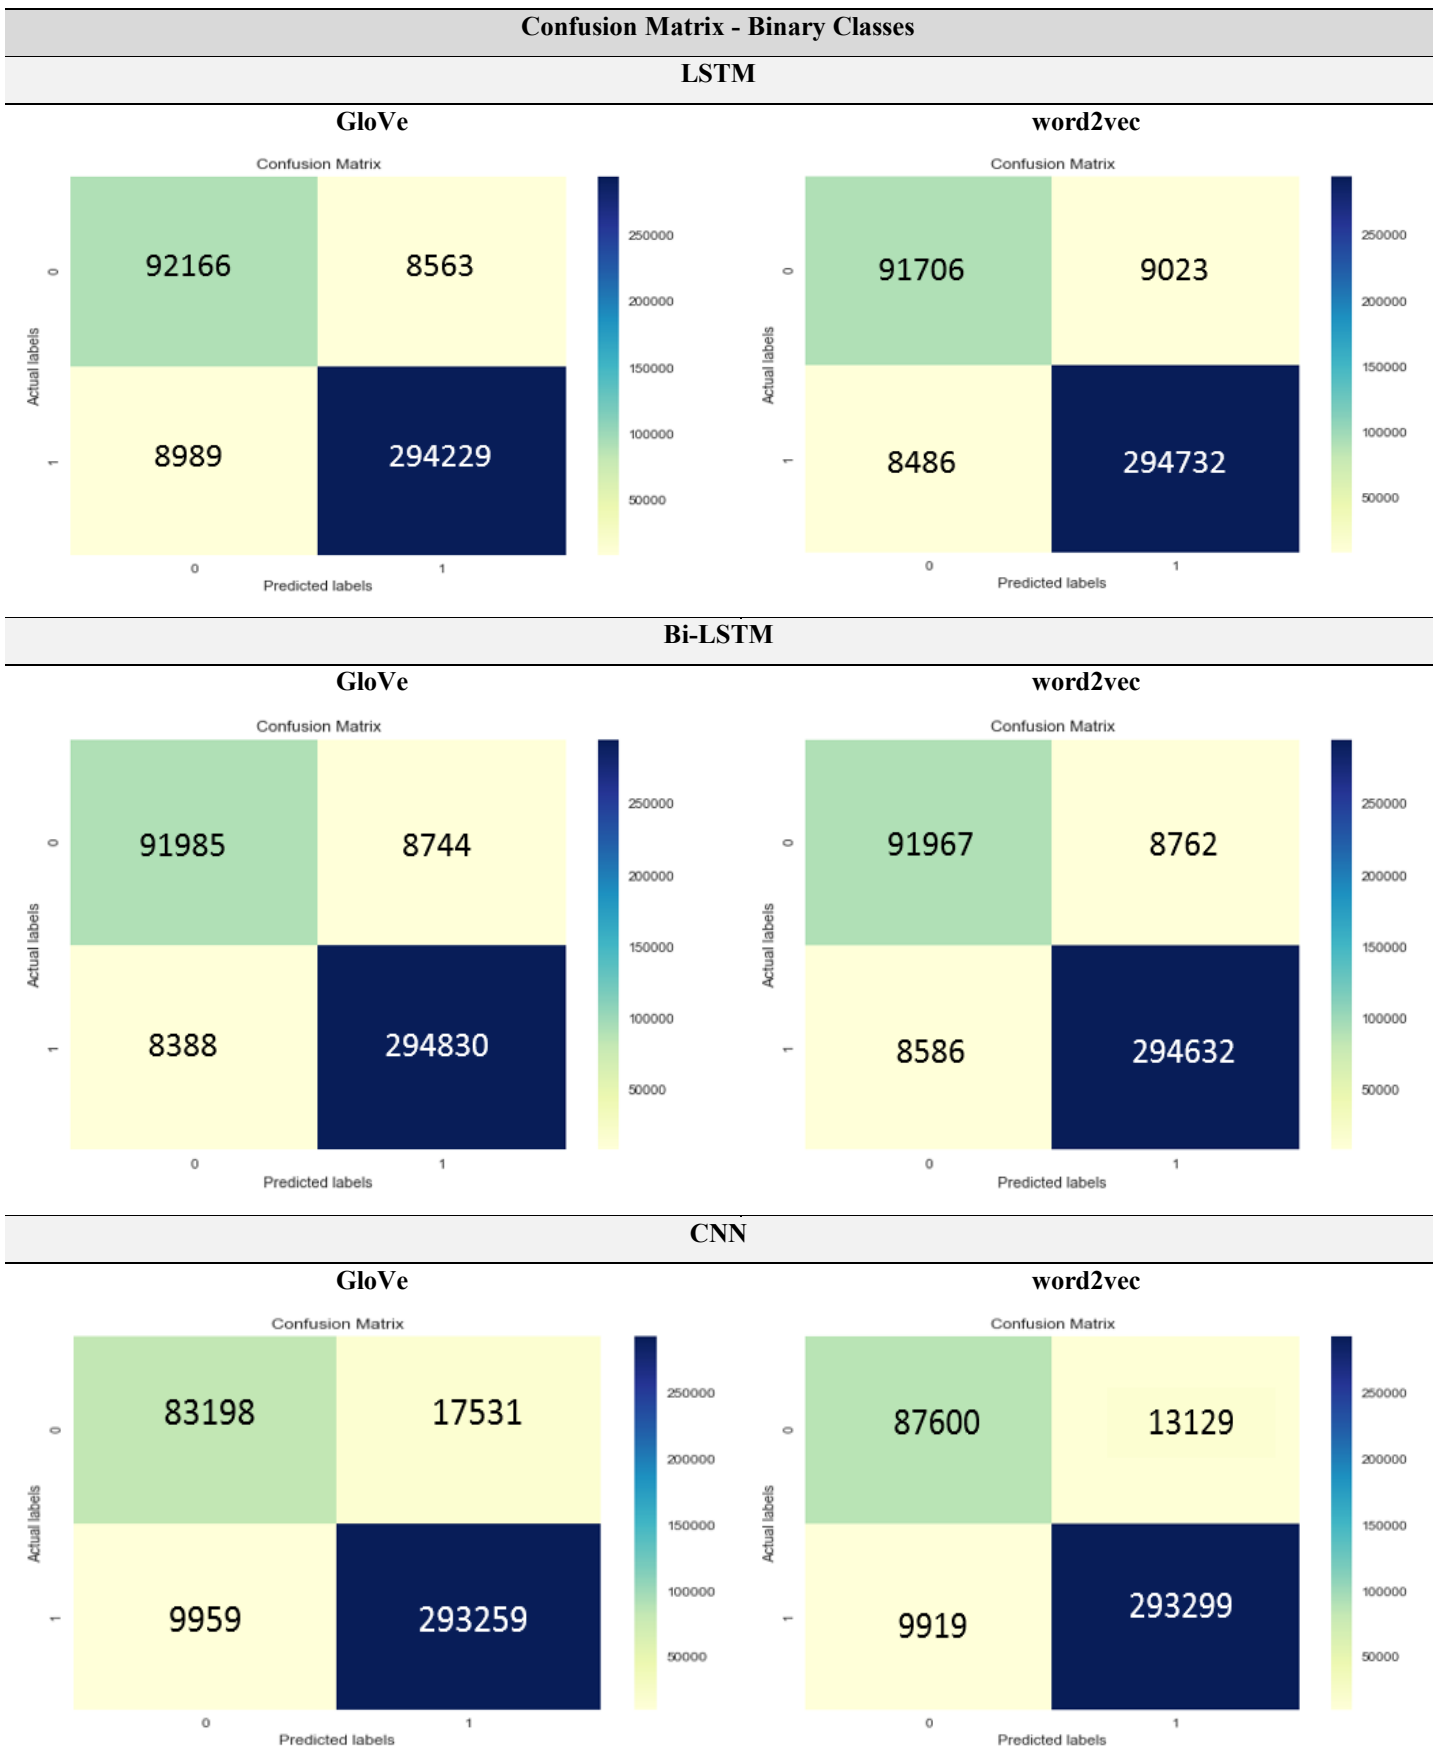 Confusion Matrix - Binary Classes
LSTM
GloVe word2vec
Confusion Matrix Confusion Matrix
92166 8563 91706 9023
8989 294229 8486 294732
0 1 0 1
0 1 0 1
Actual labels Actual labels
Predicted labels Predicted labels
250000 250000
200000 200000
150000 150000
100000 100000
50000 50000
Bi-LSTM
GloVe word2vec
Confusion Matrix Confusion Matrix
91985 8744 91967 8762
8388 294830 8586 294632
0 1 0 1
0 1 0 1
Actual labels Actual labels
Predicted labels Predicted labels
250000 250000
200000 200000
150000 150000
100000 100000
50000 50000
CNN
GloVe word2vec
Confusion Matrix Confusion Matrix
83198 17531 87600 13129
9959 293259 9919 293299
0 1 0 1
0 1 0 1
Actual labels Actual labels
Predicted labels Predicted labels
250000 250000
200000 200000
150000 150000
100000 100000
50000 50000